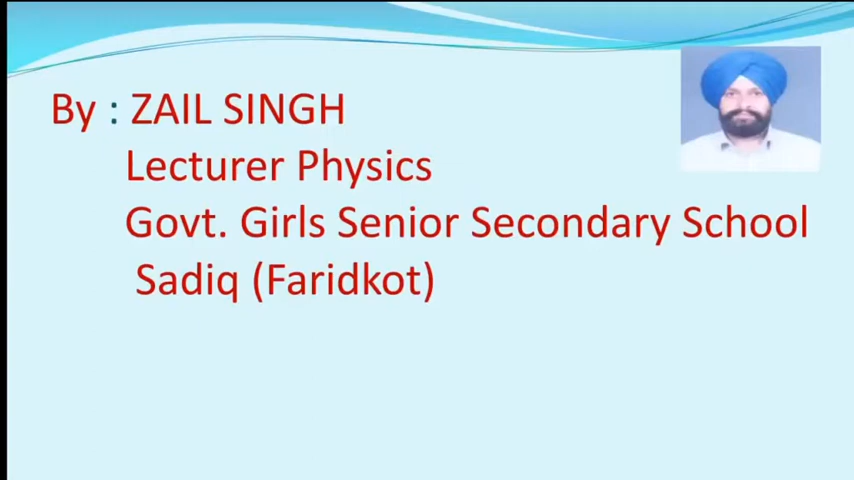 By : ZAIL SINGH
Lecturer Physics
Govt. Girls Senior Secondary School
Sadiq (Faridkot)